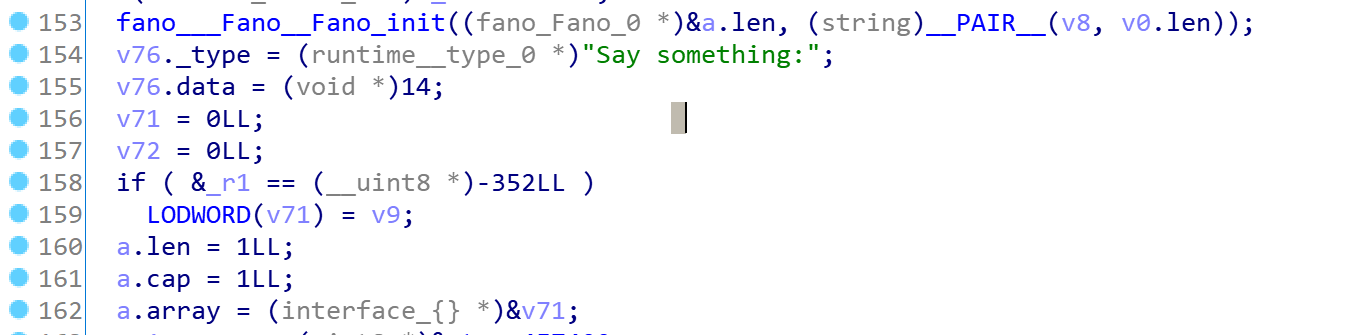 153 fano___Fano__Fano_init((fano_Fano_0 *)&a.len, (string)__PAIR__(v8, v0.len));
154 v76._type = (runtime__type_0 *)"Say something:";
155 v76.data = (void *)14;
156 v71 = 0LL;
157 v72 = 0LL;
158 if ( &_r1 == (__uint8 *)-352LL )
159 LODWORD(v71) = v9;
160 a.len = 1LL;
161 a.cap = 1LL;
162 a.array = (interface_{} *)&v71;